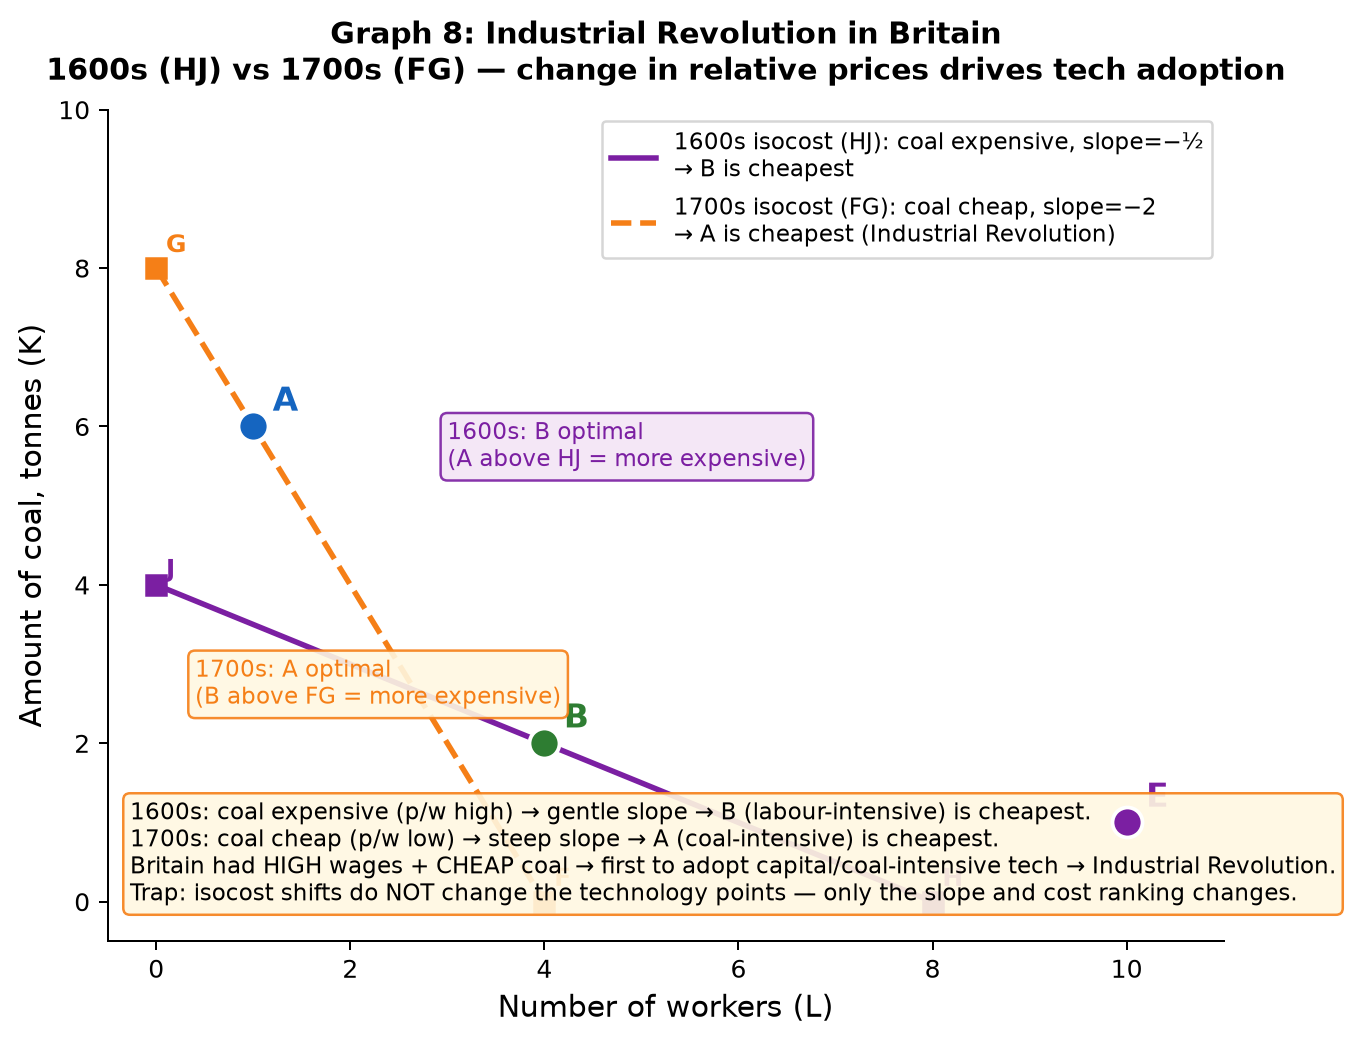 Graph 8: Industrial Revolution in Britain
1600s (HJ) vs 1700s (FG) — change in relative prices drives tech adoption
1600s isocost (HJ): coal expensive, slope=−½
→ B is cheapest
1700s isocost (FG): coal cheap, slope=−2
→ A is cheapest (Industrial Revolution)
Amount of coal, tonnes (K)
10
8
6
4
2
0
G
A
1600s: B optimal
(A above HJ = more expensive)
J
1700s: A optimal
(B above FG = more expensive)
B
E
1600s: coal expensive (p/w high) → gentle slope → B (labour-intensive) is cheapest.
1700s: coal cheap (p/w low) → steep slope → A (coal-intensive) is cheapest.
Britain had HIGH wages + CHEAP coal → first to adopt capital/coal-intensive tech → Industrial Revolution.
Trap: isocost shifts do NOT change the technology points — only the slope and cost ranking changes.
0
2
4
6
8
10
Number of workers (L)